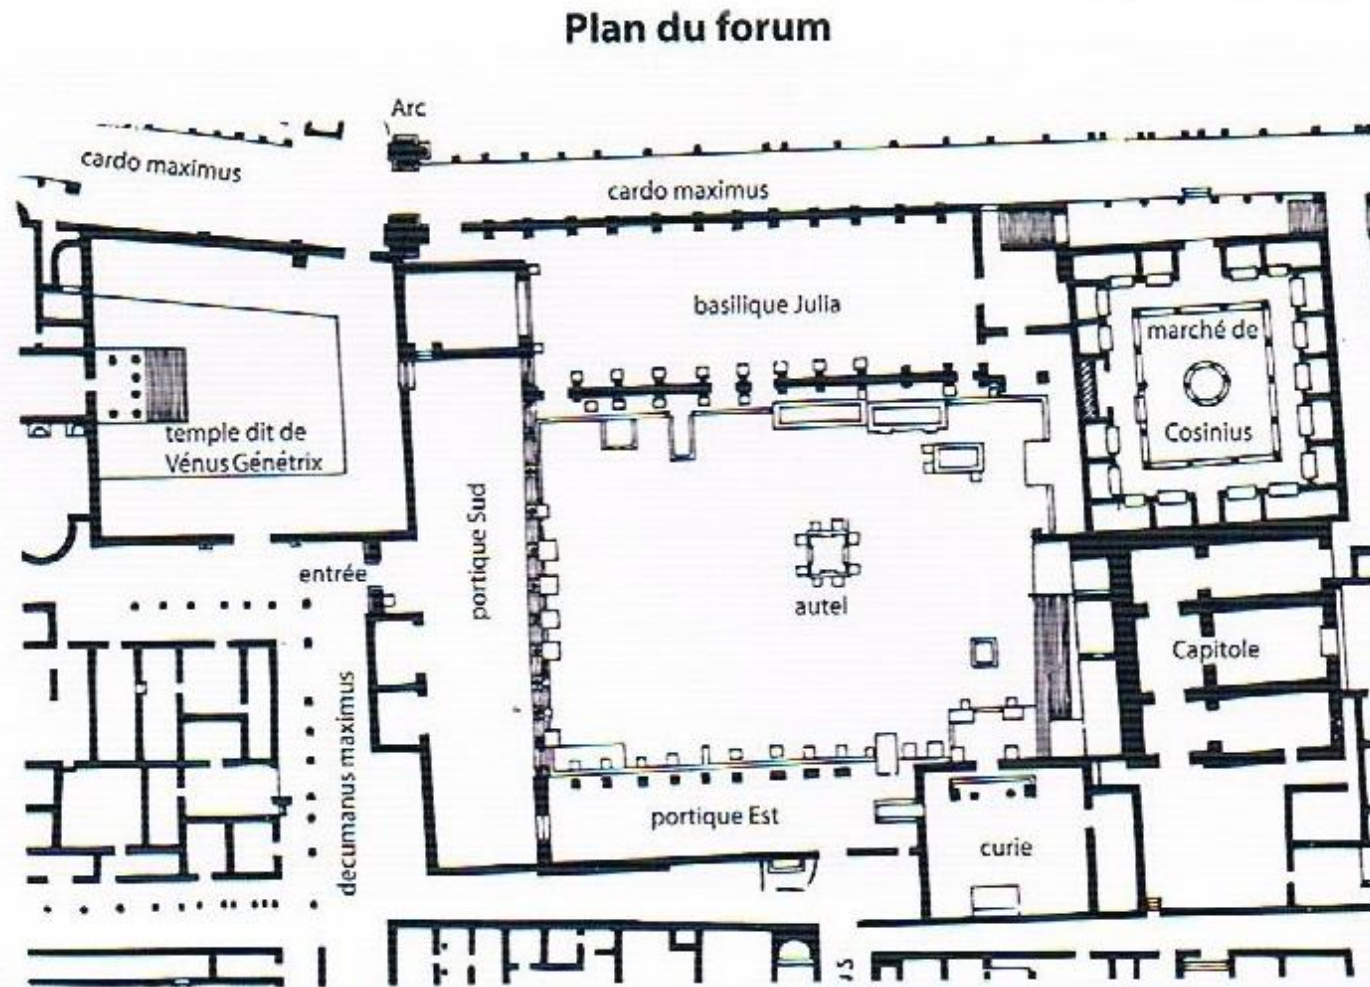 Plan du forum
Arc
cardo maximus
cardo maximus
basilique Julia
marché de
Cosinius
temple dit de
Vénus Génétrix
portique Sud
entrée
autel
Capitole
decumanus maximus
portique Est
curie